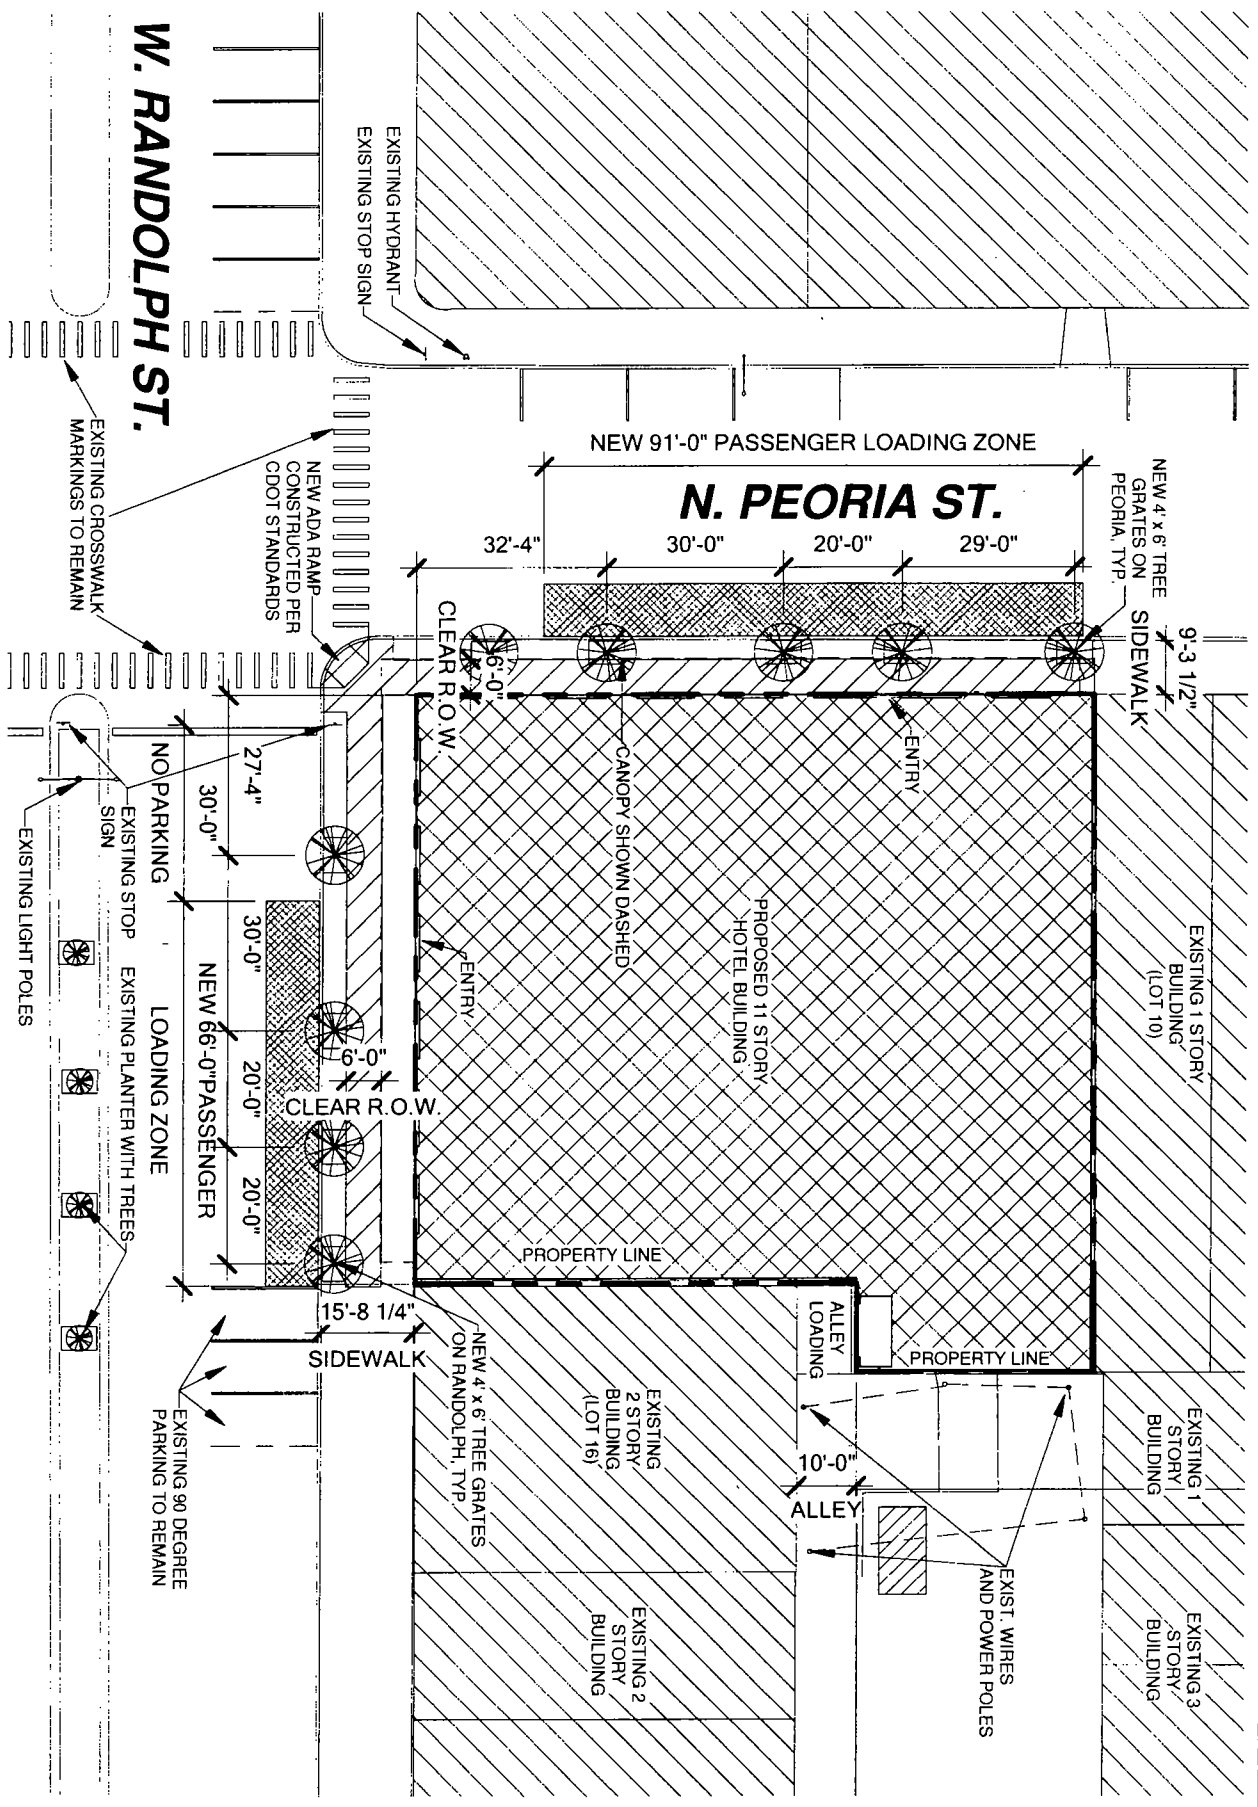 W. RANDOLPH ST.
EXISTING HYDRANT
EXISTING STOP SIGN
EXISTING CROSSWALK
MARKINGS TO REMAIN
NEW ADA RAMP
CONSTRUCTED PER
CDOT STANDARDS
NEW 91'-0" PASSENGER LOADING ZONE
N. PEORIA ST.
32'-4"
30'-0"
20'-0"
29'-0"
NEW 4' x 6' TREE
GRATES ON
PEORIA, TYP.
SIDEWALK
9'-3 1/2"
CLEAR R.O.W.
6'-0"
CANOPY SHOWN DASHED
ENTRY
PROPOSED 11 STORY
HOTEL BUILDING
EXISTING 1 STORY
BUILDING
(LOT 10)
NO PARKING
27'-4"
30'-0"
EXISTING STOP
SIGN
EXISTING LIGHT POLES
EXISTING PLANTER WITH TREES
LOADING ZONE
NEW 66'-0" PASSENGER
30'-0"
20'-0"
20'-0"
ENTRY
6'-0"
CLEAR R.O.W.
PROPERTY LINE
15'-8 1/4"
SIDEWALK
NEW 4' x 6' TREE GRATES
ON RANDOLPH, TYP.
EXISTING 90 DEGREE
PARKING TO REMAIN
ALLEY
LOADING
PROPERTY LINE
EXISTING
2 STORY
BUILDING
(LOT 16)
10'-0"
ALLEY
EXISTING 1
STORY
BUILDING
EXIST. WIRES
AND POWER POLES
EXISTING 2
STORY
BUILDING
EXISTING 3
STORY
BUILDING